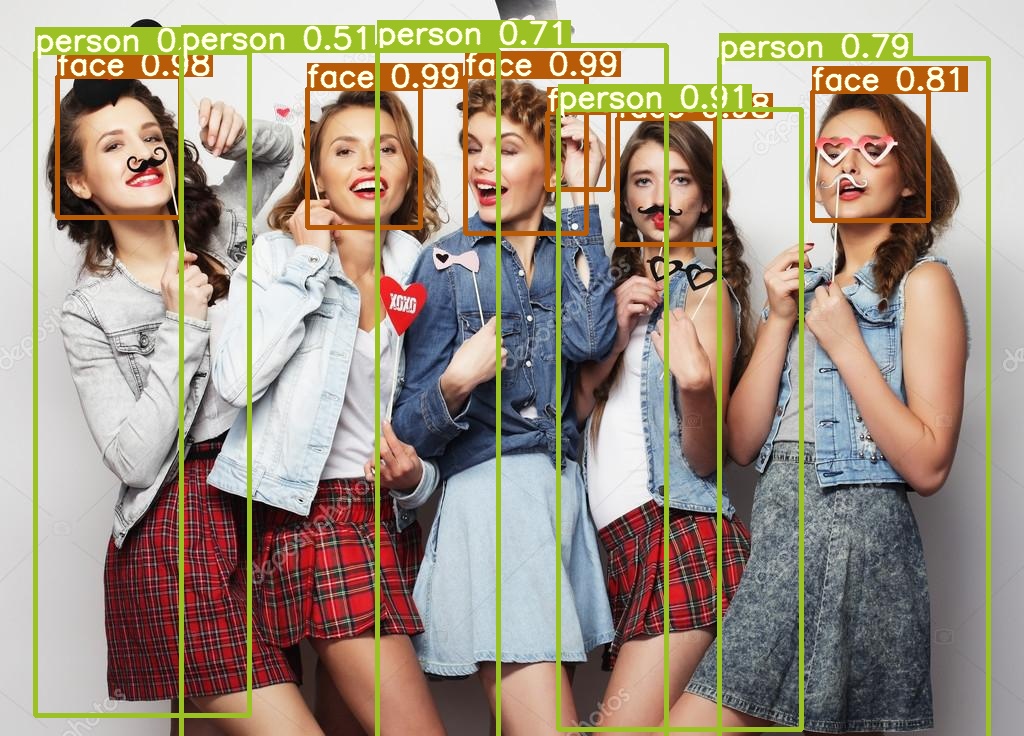 person 0.
person 0.51
person 0.71
person 0.79
face 0.98
face 0.99
face 0.99
person 0.91
face 0.81
XOXO
depositphotos